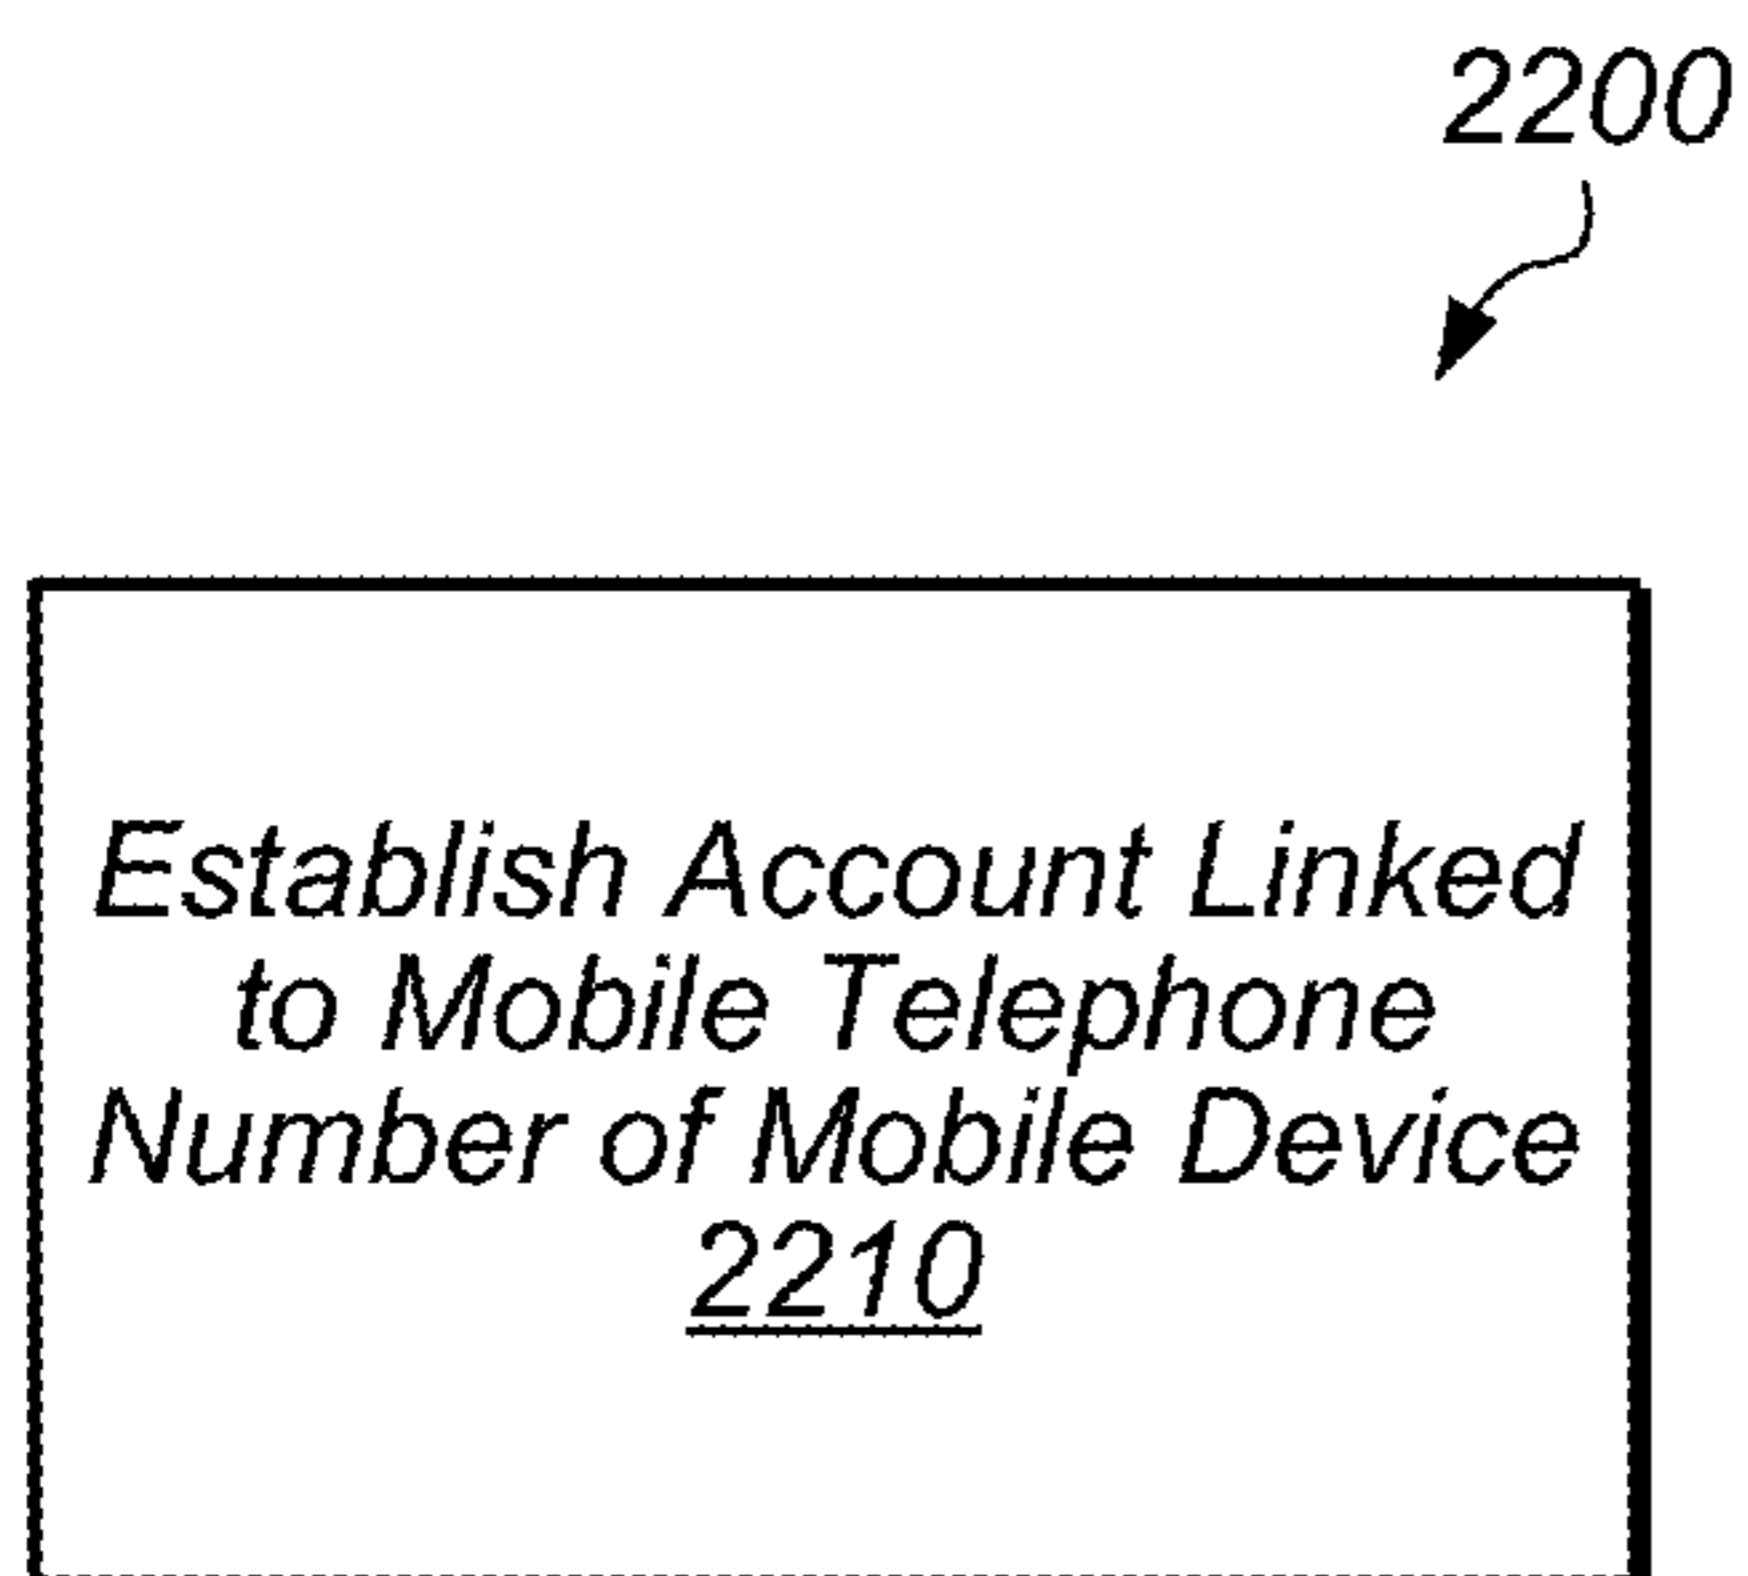 2200
Establish Account Linked
to Mobile Telephone
Number of Mobile Device
2210